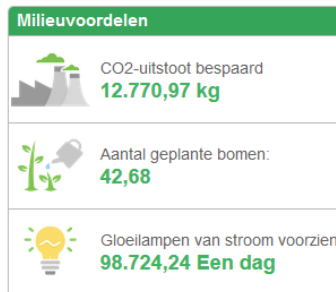 Milieuvoordelen
CO2-uitstoot bespaard
12.770,97 kg
Aantal geplante bomen:
42,68
Gloeilampen van stroom voorzien
98.724,24 Een dag